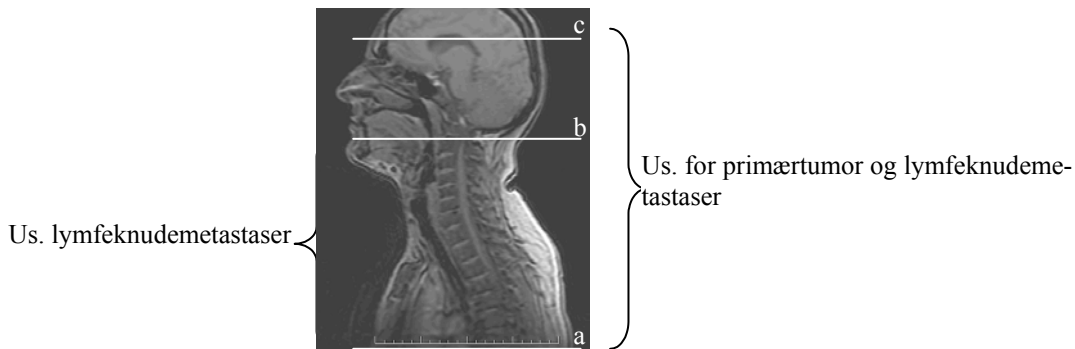 c
b
Us. for primærtumor og lymfeknudeme-
tastaser
Us. lymfeknudemetastaser
a